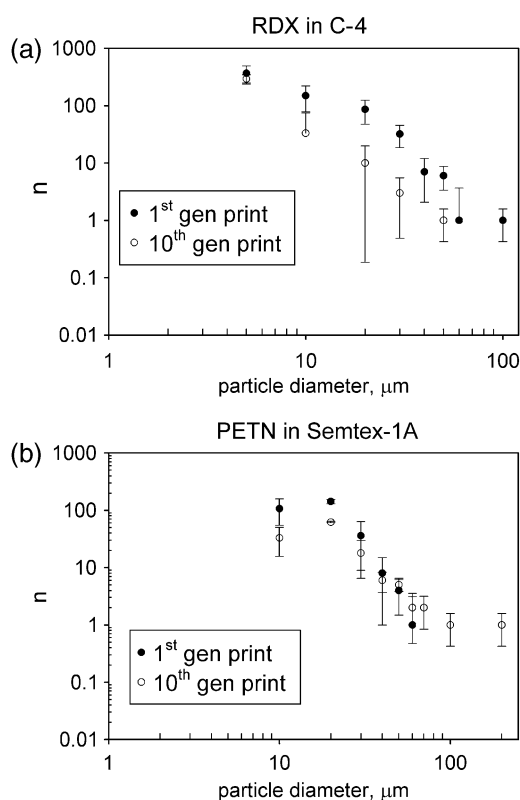 RDX in C-4
(a)
1000
100
10
1
0.1
0.01
n
1st gen print
10th gen print
1
10
100
particle diameter, μm
PETN in Semtex-1A
(b)
1000
100
10
1
0.1
0.01
n
1st gen print
10th gen print
1
10
100
particle diameter, μm